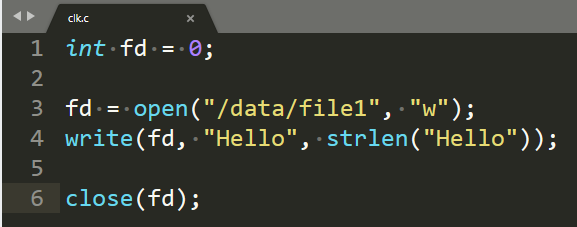 clk.c ×
1 int fd = 0;
2
3 fd = open("/data/file1", "w");
4 write(fd, "Hello", strlen("Hello"));
5
6 close(fd);